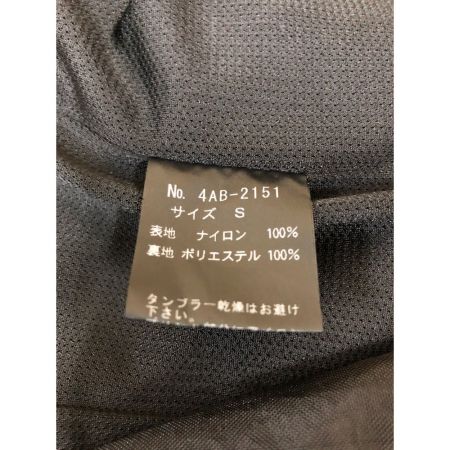 No. 4AB-2151
サイズ S
表地 ナイロン 100%
裏地 ポリエステル 100%
タンブラー乾燥はお避け
下さい。